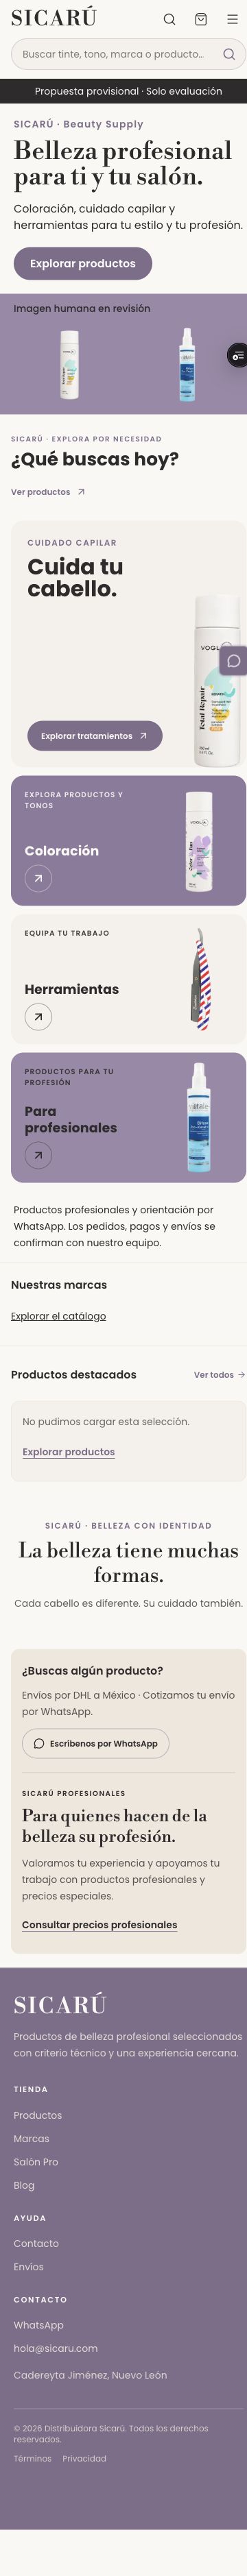 SICARÚ
Buscar tinte, tono, marca o producto...
Propuesta provisional · Solo evaluación
SICARÚ · Beauty Supply
Belleza profesional
para ti y tu salón.
Coloración, cuidado capilar y
herramientas para tu estilo y tu profesión.
Explorar productos
Imagen humana en revisión
SICARÚ · EXPLORA POR NECESIDAD
¿Qué buscas hoy?
Ver productos
CUIDADO CAPILAR
Cuida tu
cabello.
Total Repair
Explorar tratamientos
EXPLORA PRODUCTOS Y
TONOS
Coloración
EQUIPA TU TRABAJO
Herramientas
PRODUCTOS PARA TU
PROFESIÓN
Para
profesionales
Productos profesionales y orientación por
WhatsApp. Los pedidos, pagos y envíos se
confirman con nuestro equipo.
Nuestras marcas
Explorar el catálogo
Productos destacados
Ver todos →
No pudimos cargar esta selección.
Explorar productos
SICARÚ · BELLEZA CON IDENTIDAD
La belleza tiene muchas
formas.
Cada cabello es diferente. Su cuidado también.
¿Buscas algún producto?
Envíos por DHL a México · Cotizamos tu envío
por WhatsApp.
Escríbenos por WhatsApp
SICARÚ PROFESIONALES
Para quienes hacen de la
belleza su profesión.
Valoramos tu experiencia y apoyamos tu
trabajo con productos profesionales y
precios especiales.
Consultar precios profesionales
SICARÚ
Productos de belleza profesional seleccionados
con criterio técnico y una experiencia cercana.
TIENDA
Productos
Marcas
Salón Pro
Blog
AYUDA
Contacto
Envíos
CONTACTO
WhatsApp
hola@sicaru.com
Cadereyta Jiménez, Nuevo León
© 2026 Distribuidora Sicarú. Todos los derechos
reservados.
Términos Privacidad